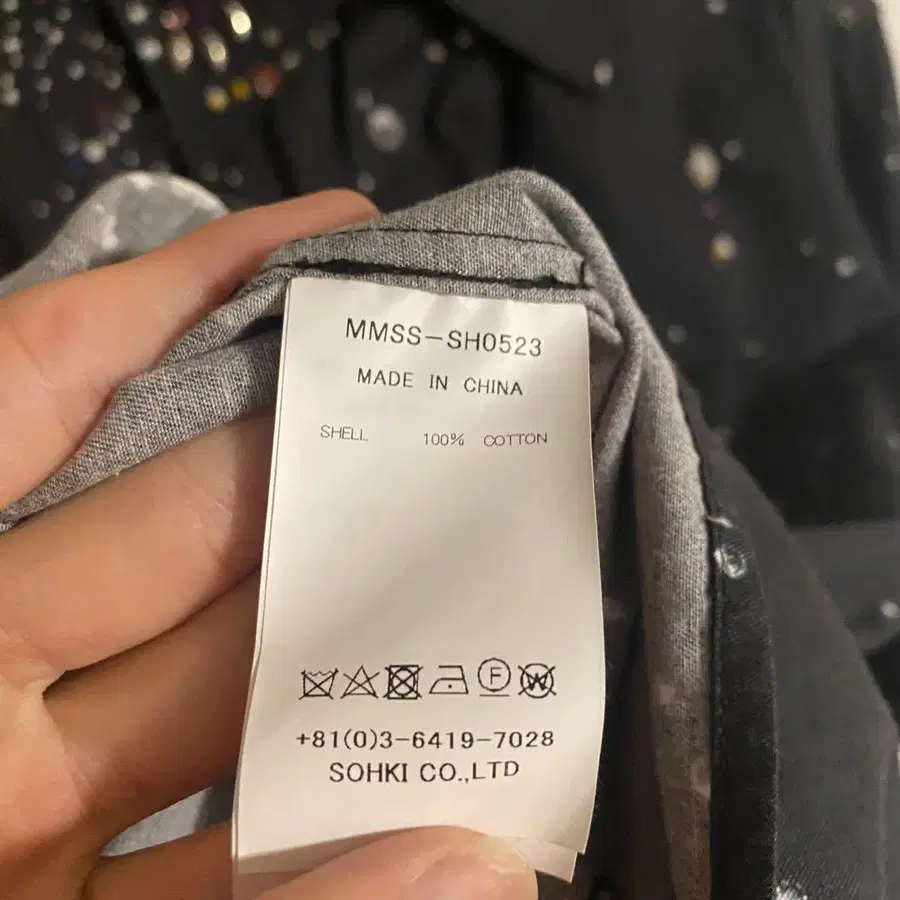 MMSS-SH0523
MADE IN CHINA
SHELL 100% COTTON
F W
+81(0)3-6419-7028
SOHKI CO.,LTD